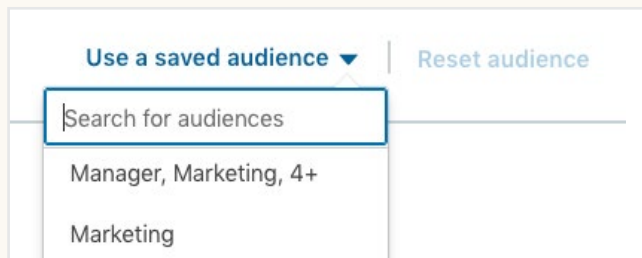 Use a saved audience Reset audience
Search for audiences
Manager, Marketing, 4+
Marketing